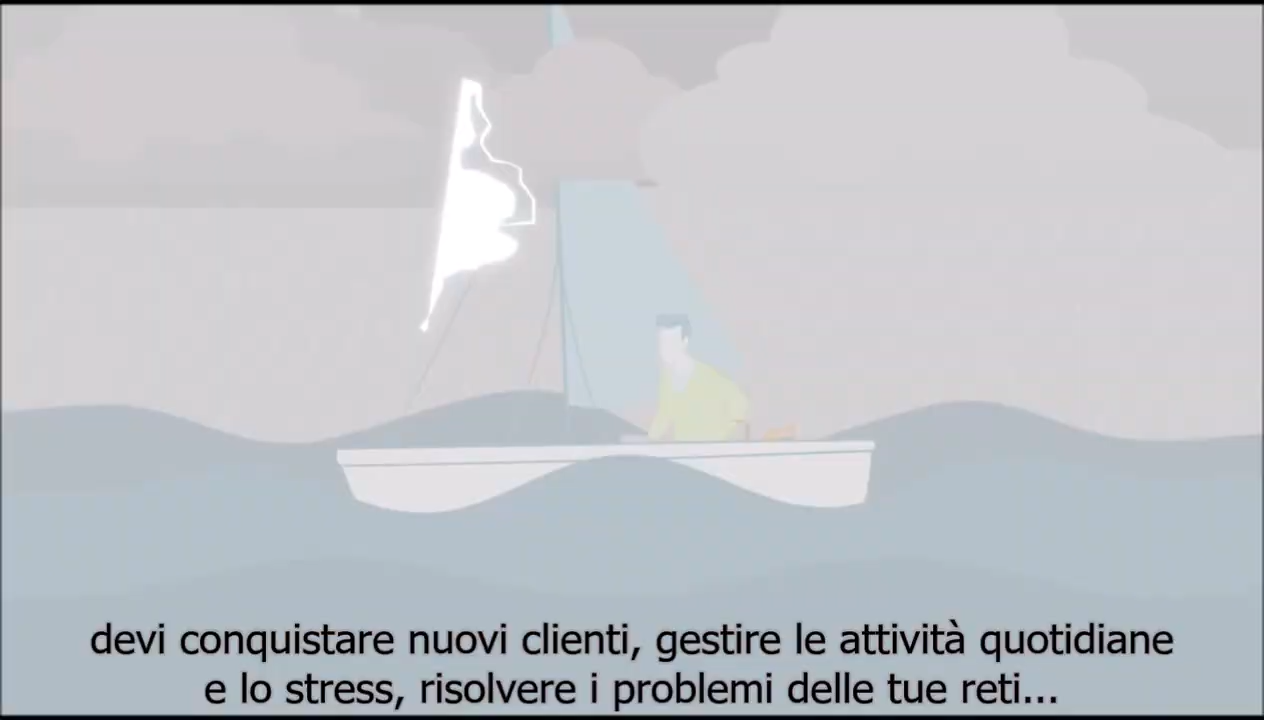 devi conquistare nuovi clienti, gestire le attività quotidiane
e lo stress, risolvere i problemi delle tue reti...